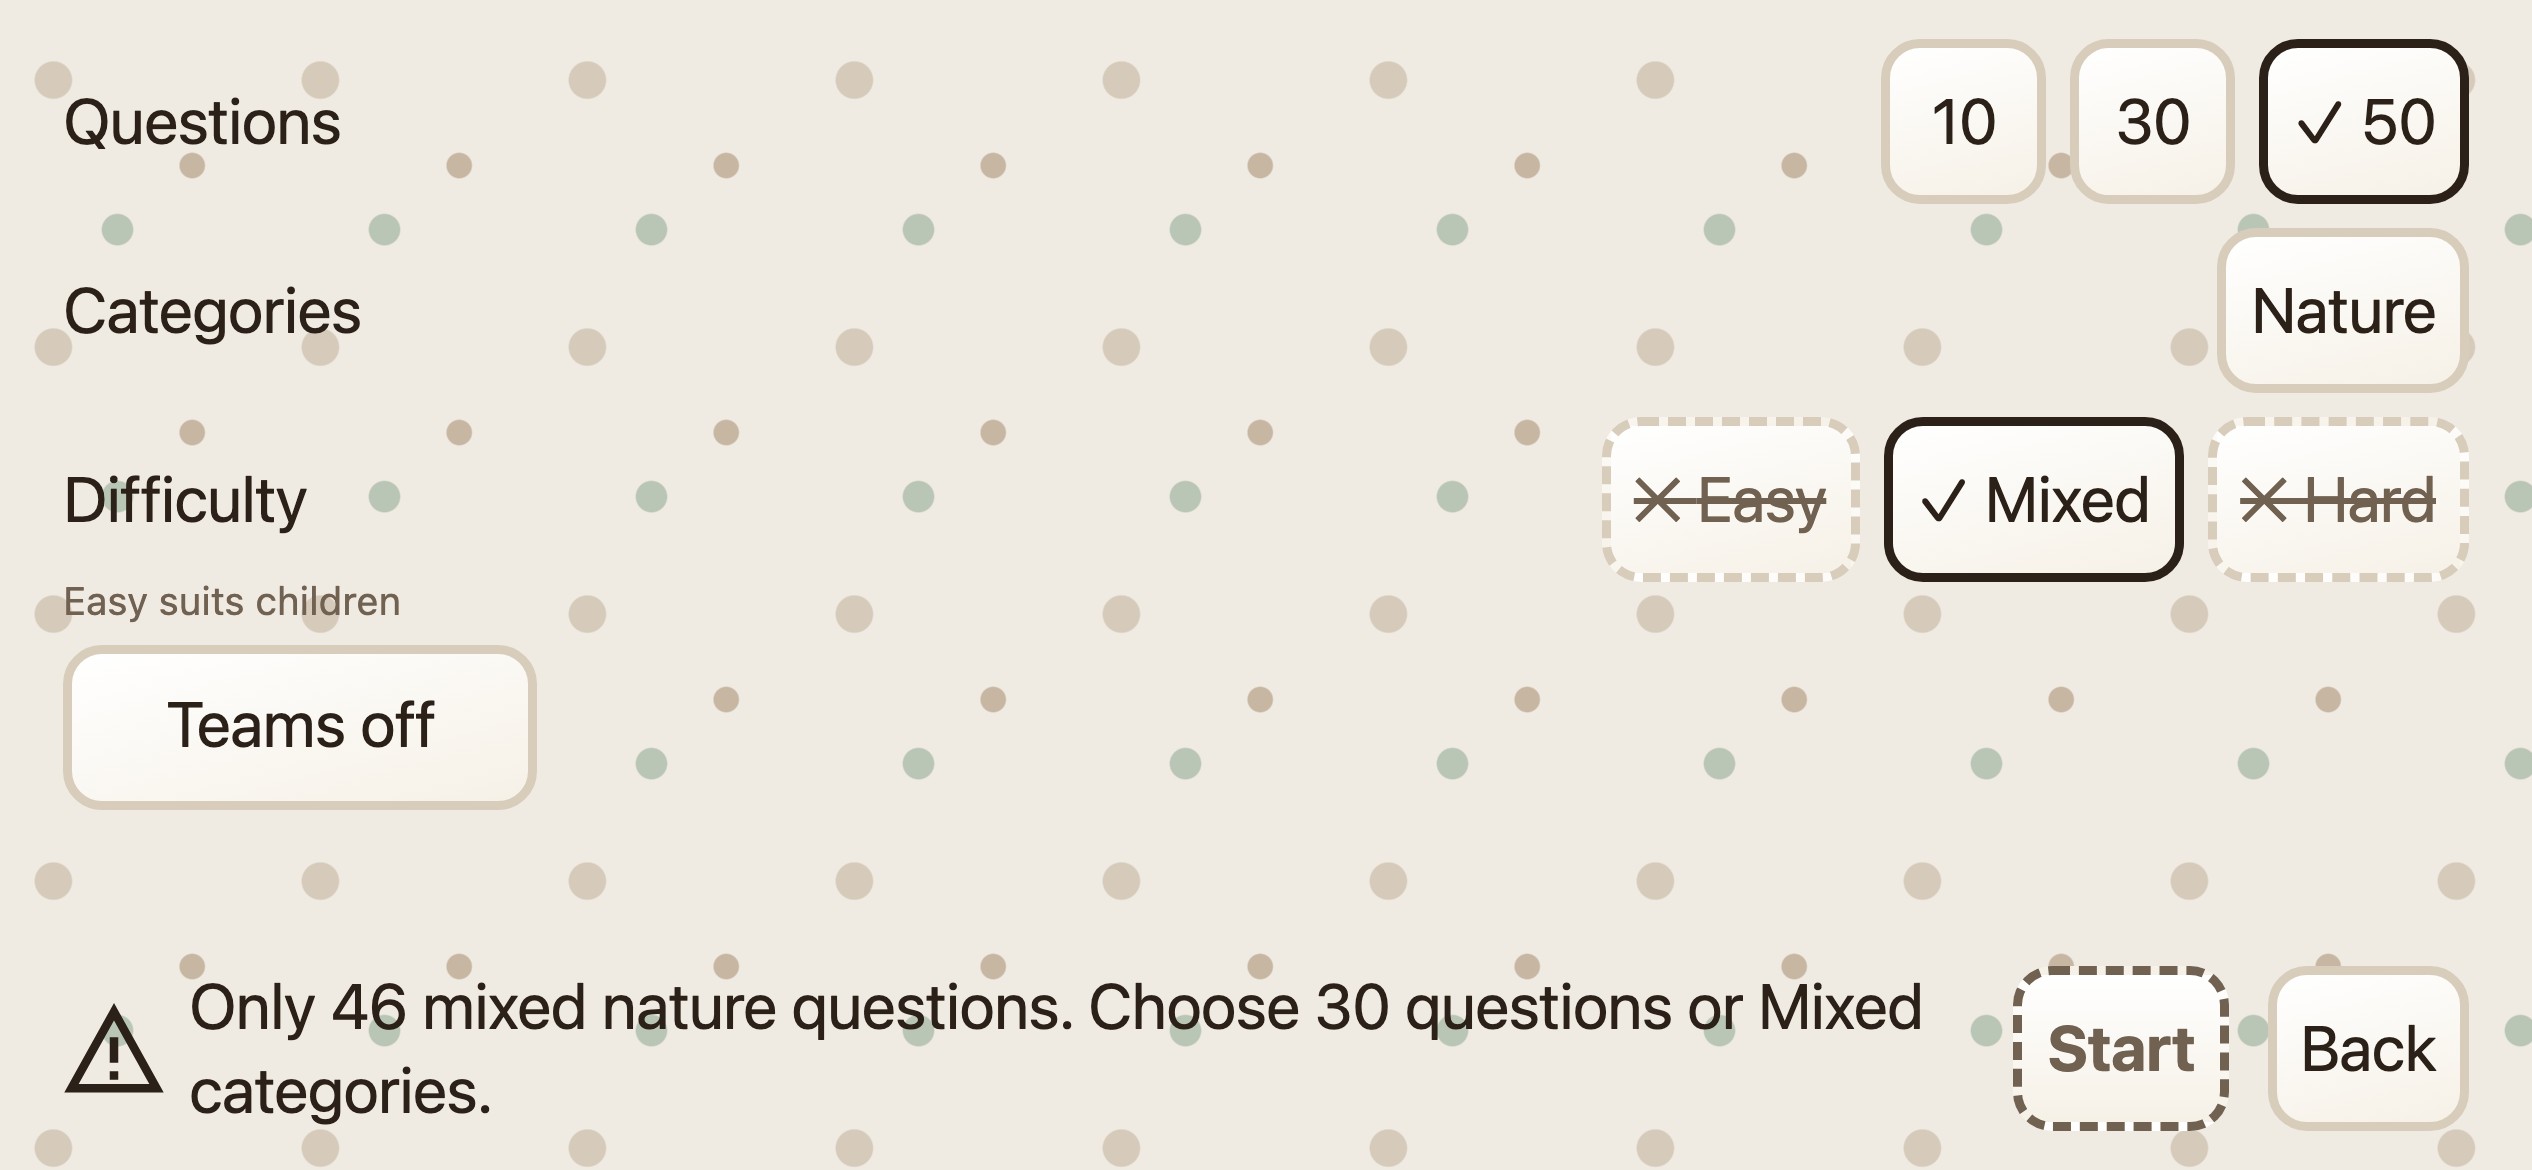 Questions
10
30
✓ 50
Categories
Nature
Difficulty
Easy
✓ Mixed
Hard
Easy suits children
Teams off
Only 46 mixed nature questions. Choose 30 questions or Mixed
categories.
Start
Back